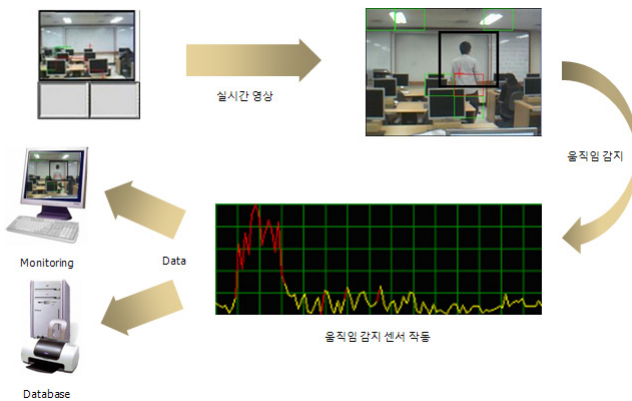 실시간 영상
움직임 감지
Monitoring
Data
움직임 감지 센서 작동
Database